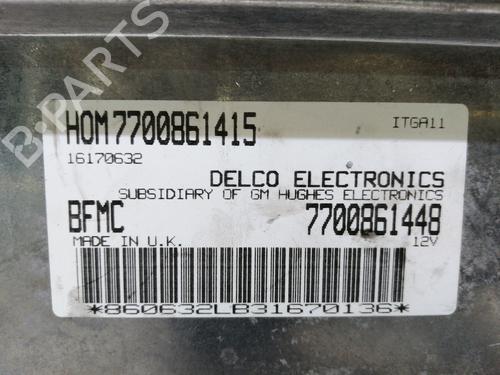 B-PARTS
HOM7700861415
ITGA11
16170632
DELCO ELECTRONICS
SUBSIDIARY OF GM HUGHES ELECTRONICS
BFMC 7700861448
MADE IN U.K. 12V
*860632LB31670136*